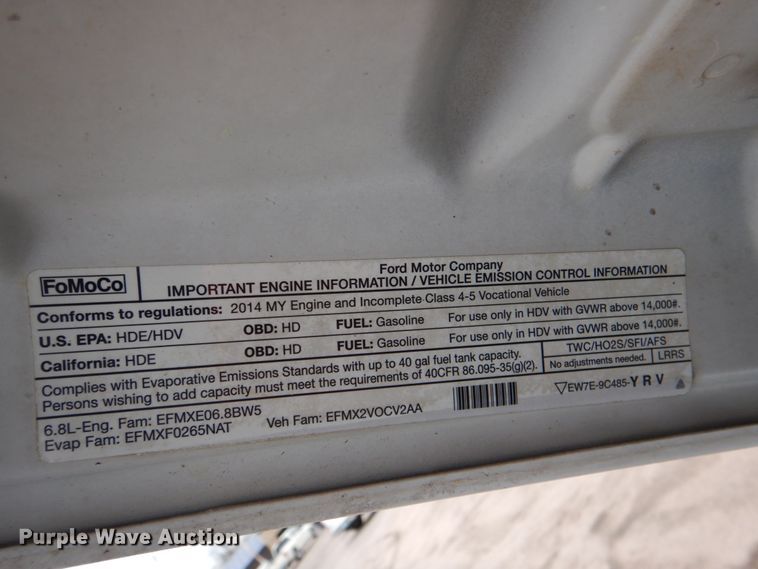 Ford Motor Company
FoMoCo IMPORTANT ENGINE INFORMATION / VEHICLE EMISSION CONTROL INFORMATION
Conforms to regulations: 2014 MY Engine and Incomplete Class 4-5 Vocational Vehicle
U.S. EPA: HDE/HDV OBD: HD FUEL: Gasoline For use only in HDV with GVWR above 14,000#.
California: HDE OBD: HD FUEL: Gasoline For use only in HDV with GVWR above 14,000#.
Complies with Evaporative Emissions Standards with up to 40 gal fuel tank capacity. TWC/HO2S/SFI/AFS
Persons wishing to add capacity must meet the requirements of 40CFR 86.095-35(g)(2). No adjustments needed. LRRS
6.8L-Eng. Fam: EFMXE06.8BW5 Veh Fam: EFMX2VOCV2AA EW7E-9C485-YRV
Evap Fam: EFMXF0265NAT
Purple Wave Auction®